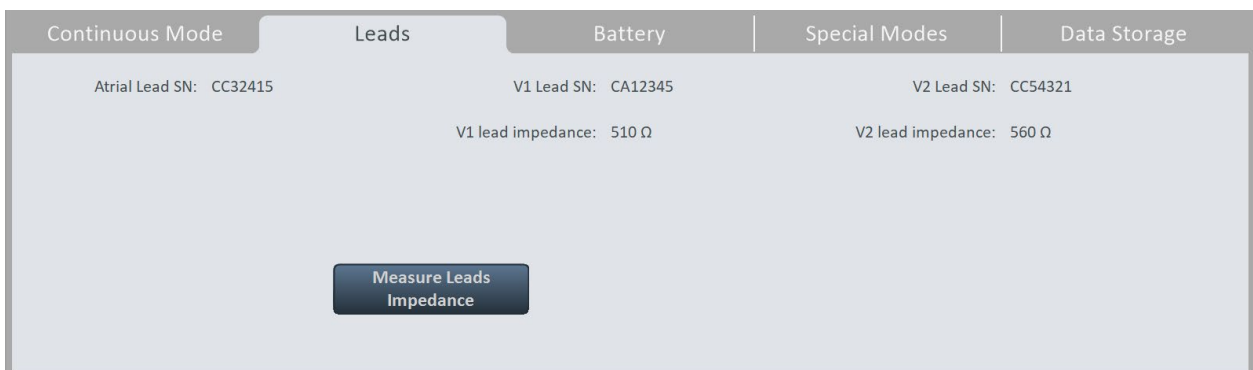 Continuous Mode Leads Battery Special Modes Data Storage
Atrial Lead SN: CC32415 V1 Lead SN: CA12345 V2 Lead SN: CC54321
V1 lead impedance: 510 Ω V2 lead impedance: 560 Ω
Measure Leads
Impedance